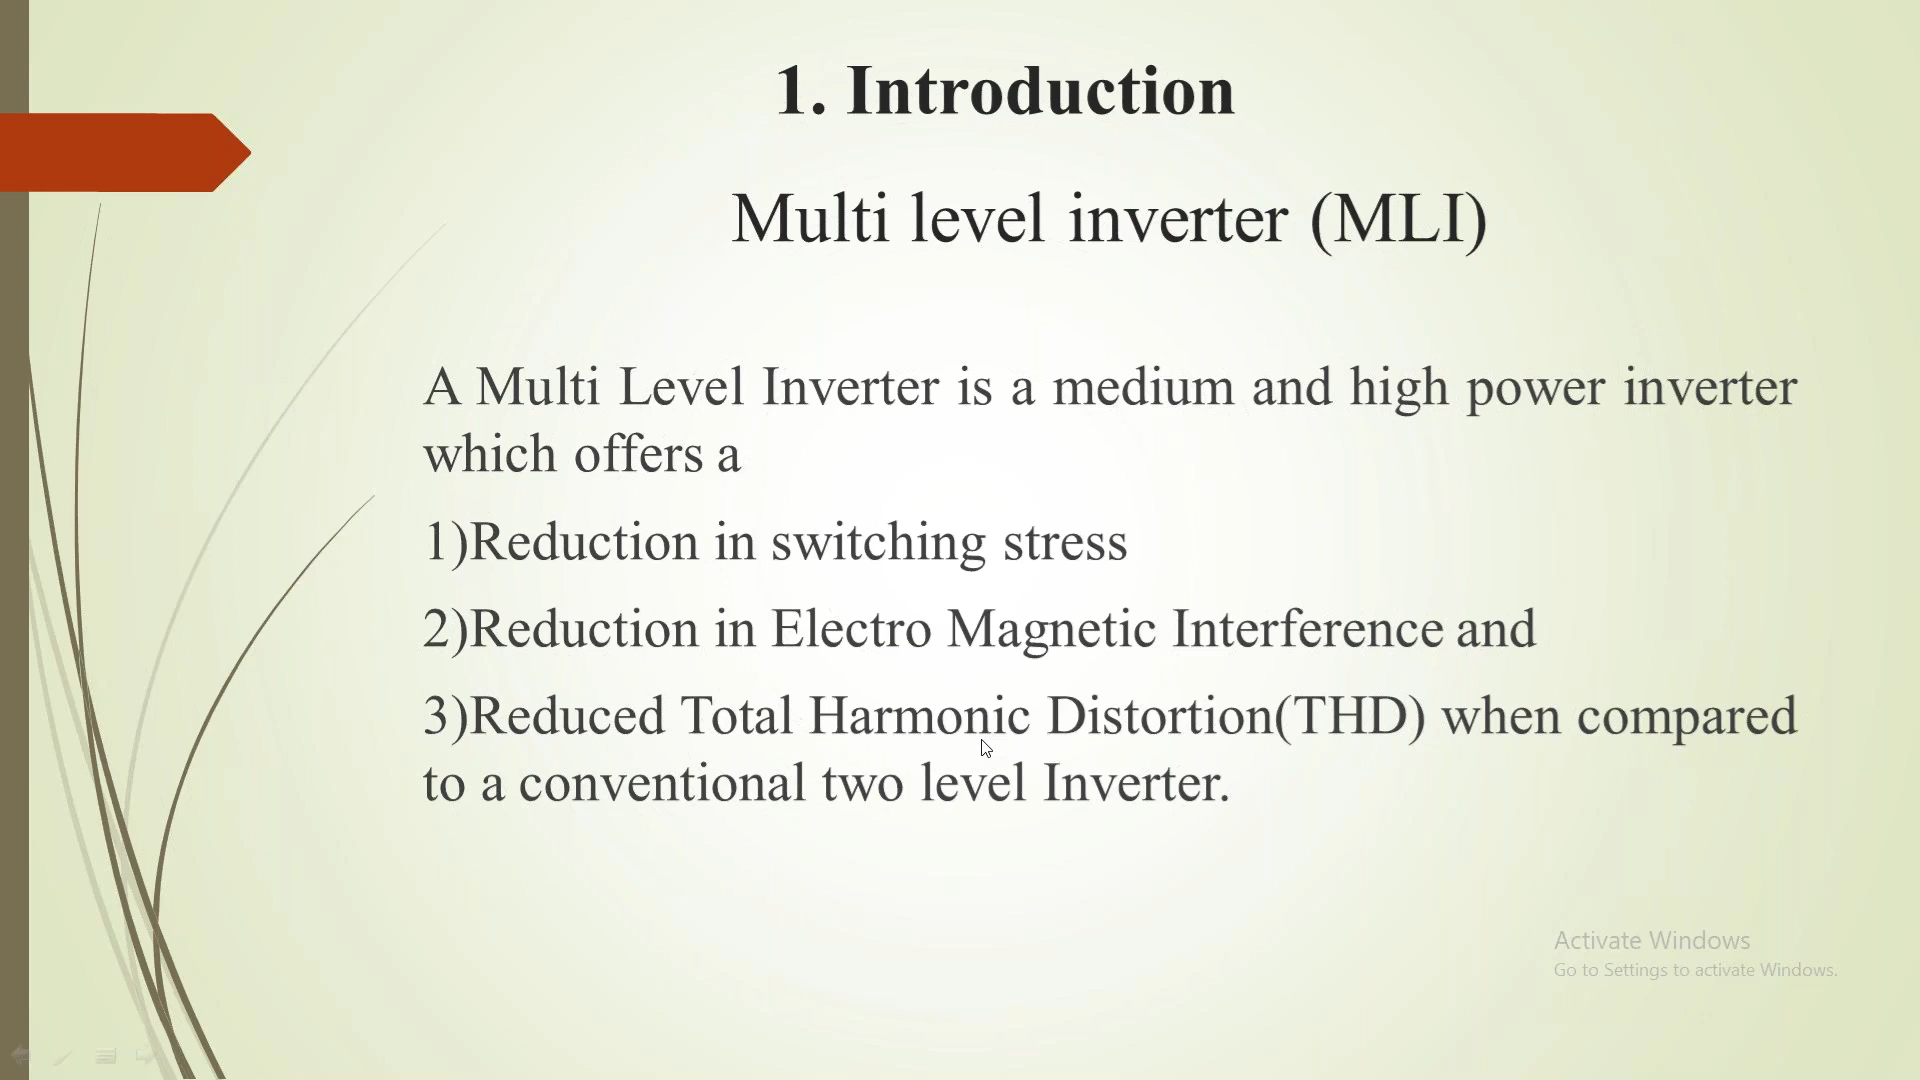 1. Introduction
Multi level inverter (MLI)
A Multi Level Inverter is a medium and high power inverter
which offers a
1)Reduction in switching stress
2)Reduction in Electro Magnetic Interference and
3)Reduced Total Harmonic Distortion(THD) when compared
to a conventional two level Inverter.
Activate Windows
Go to Settings to activate Windows.